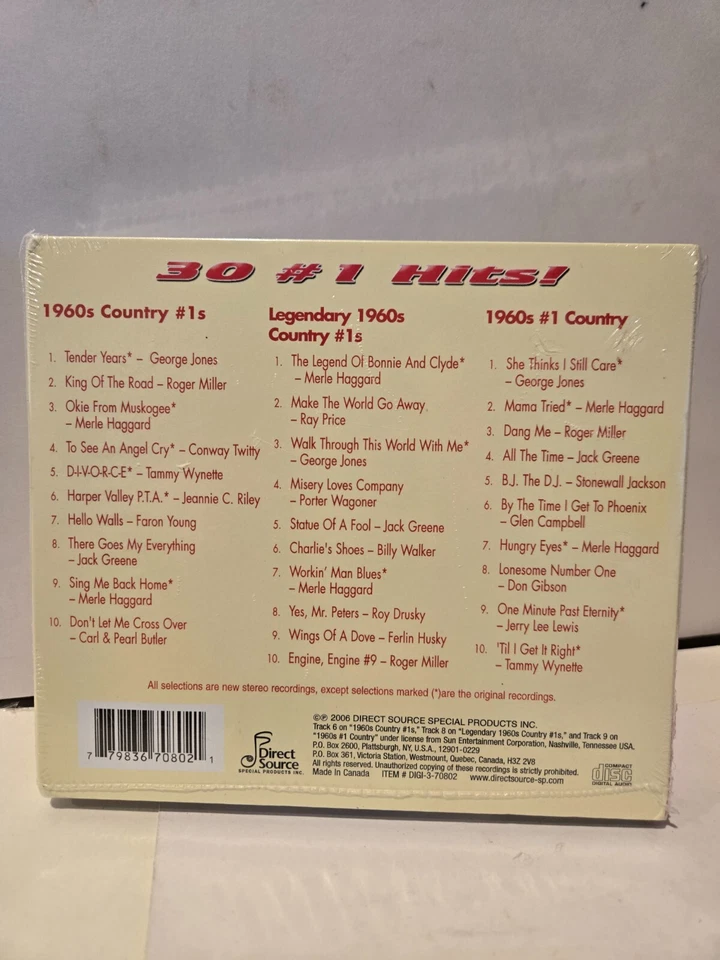 30 #1 Hits!
1960s Country #1s
1. Tender Years* – George Jones
2. King Of The Road – Roger Miller
3. Okie From Muskogee*
– Merle Haggard
4. To See An Angel Cry* – Conway Twitty
5. D-I-V-O-R-C-E* – Tammy Wynette
6. Harper Valley P.T.A.* – Jeannie C. Riley
7. Hello Walls – Faron Young
8. There Goes My Everything
– Jack Greene
9. Sing Me Back Home*
– Merle Haggard
10. Don't Let Me Cross Over
– Carl & Pearl Butler
Legendary 1960s
Country #1s
1. The Legend Of Bonnie And Clyde*
– Merle Haggard
2. Make The World Go Away
– Ray Price
3. Walk Through This World With Me*
– George Jones
4. Misery Loves Company
– Porter Wagoner
5. Statue Of A Fool – Jack Greene
6. Charlie's Shoes – Billy Walker
7. Workin' Man Blues*
– Merle Haggard
8. Yes, Mr. Peters – Roy Drusky
9. Wings Of A Dove – Ferlin Husky
10. Engine, Engine #9 – Roger Miller
1960s #1 Country
1. She Thinks I Still Care*
– George Jones
2. Mama Tried* – Merle Haggard
3. Dang Me – Roger Miller
4. All The Time – Jack Greene
5. B.J. The D.J. – Stonewall Jackson
6. By The Time I Get To Phoenix
– Glen Campbell
7. Hungry Eyes* – Merle Haggard
8. Lonesome Number One
– Don Gibson
9. One Minute Past Eternity*
– Jerry Lee Lewis
10. 'Til I Get It Right*
– Tammy Wynette
All selections are new stereo recordings, except selections marked (*)are the original recordings.
7 79836 70802 1
Direct
Source
SPECIAL PRODUCTS INC.
©℗ 2006 DIRECT SOURCE SPECIAL PRODUCTS INC.
Track 6 on "1960s Country #1s," Track 8 on "Legendary 1960s Country #1s," and Track 9 on
"1960s #1 Country" under license from Sun Entertainment Corporation, Nashville, Tennessee USA.
P.O. Box 2600, Plattsburgh, NY, U.S.A., 12901-0229
P.O. Box 361, Victoria Station, Westmount, Quebec, Canada, H3Z 2V8
All rights reserved. Unauthorized copying of these recordings is strictly prohibited.
Made in Canada ITEM # DIGI-3-70802 www.directsource-sp.com
COMPACT
disc
DIGITAL AUDIO